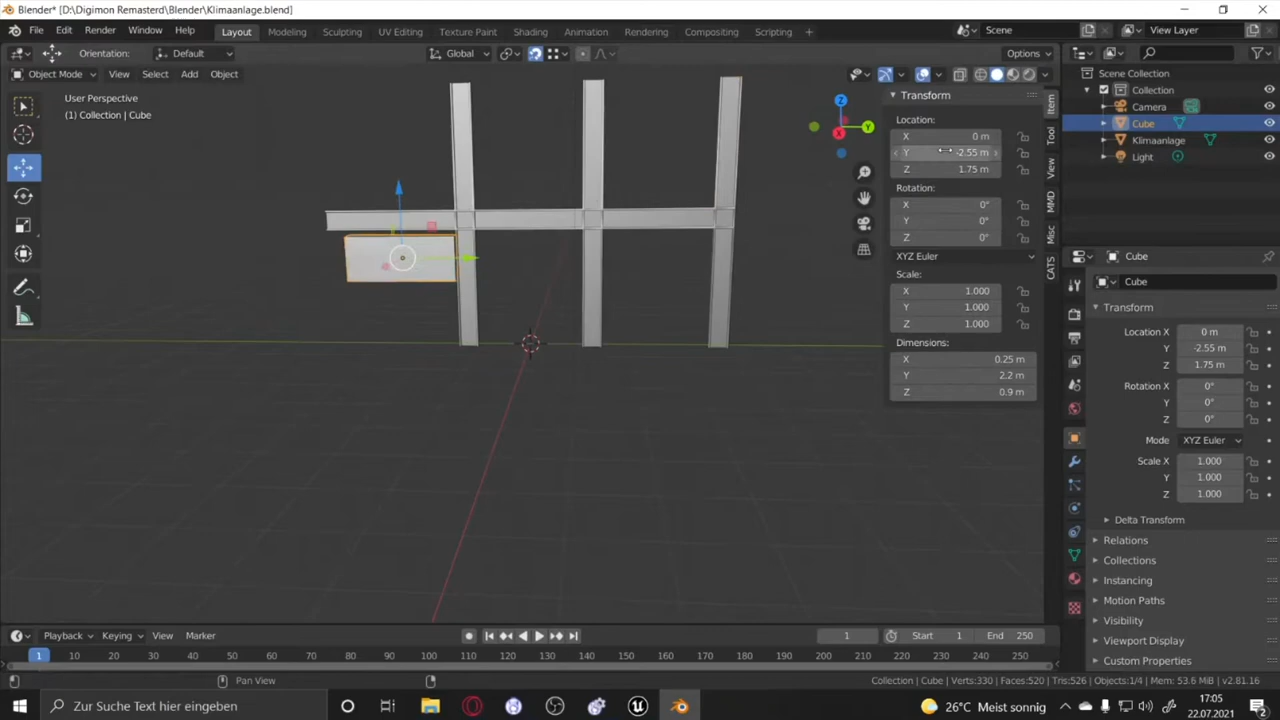 Blender* [D:\Digimon Remasterd\Blender\Klimaanlage.blend]
File Edit Render Window Help Layout Modeling Sculpting UV Editing Texture Paint Shading Animation Rendering Compositing Scripting + Scene View Layer
Orientation: Default Global Options
Object Mode View Select Add Object
User Perspective
(1) Collection | Cube
Z
Y
X
Transform
Location:
X 0 m
Y -2.55 m
Z 1.75 m
Rotation:
X 0°
Y 0°
Z 0°
XYZ Euler
Scale:
X 1.000
Y 1.000
Z 1.000
Dimensions:
X 0.25 m
Y 2.2 m
Z 0.9 m
Item
Tool
View
MMD
Misc
CATS
Scene Collection
Collection
Camera
Cube
Klimaanlage
Light
Cube
Cube
Transform
Location X 0 m
Y -2.55 m
Z 1.75 m
Rotation X 0°
Y 0°
Z 0°
Mode XYZ Euler
Scale X 1.000
Y 1.000
Z 1.000
Delta Transform
Relations
Collections
Instancing
Motion Paths
Visibility
Viewport Display
Custom Properties
Playback Keying View Marker 1 Start 1 End 250
1 10 20 30 40 50 60 70 80 90 100 110 120 130 140 150 160 170 180 190 200 210 220 230 240 250
Pan View Collection | Cube | Verts:330 | Faces:520 | Tris:526 | Objects:1/4 | Mem: 53.6 MiB | v2.81.16
Zur Suche Text hier eingeben 26°C Meist sonnig 17:05
22.07.2021
2